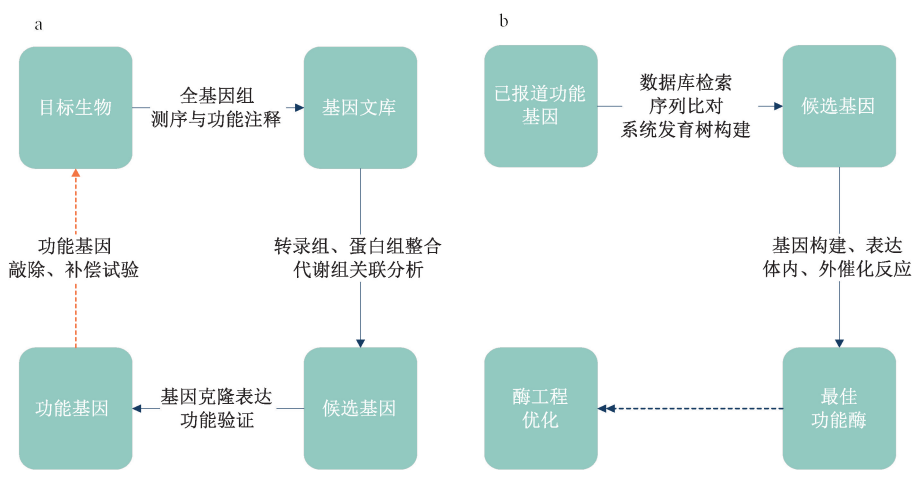 a
目标生物
全基因组
测序与功能注释
基因文库
转录组、蛋白组整合
代谢组关联分析
候选基因
基因克隆表达
功能验证
功能基因
功能基因
敲除、补偿试验
b
已报道功能
基因
数据库检索
序列比对
系统发育树构建
候选基因
基因构建、表达
体内、外催化反应
最佳
功能酶
酶工程
优化